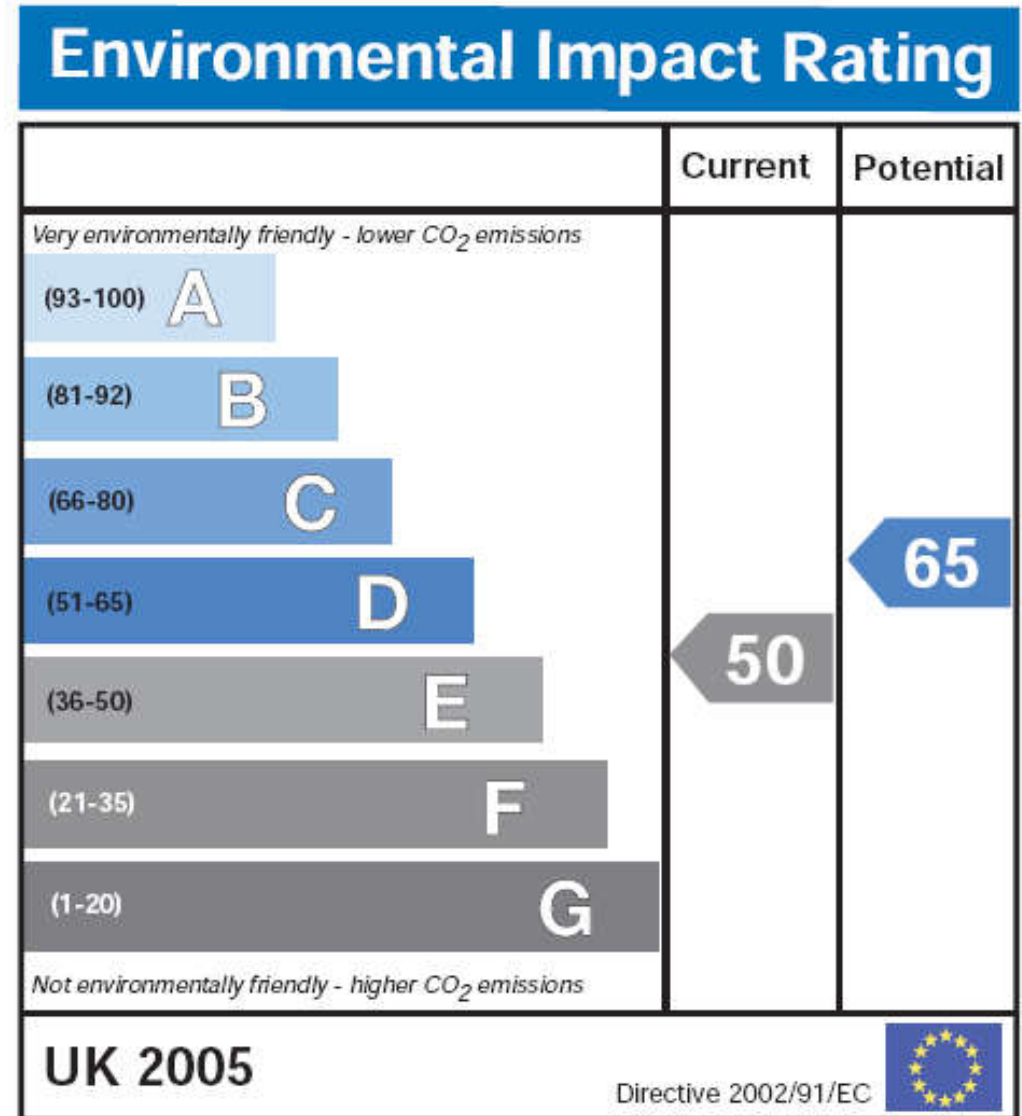 Environmental Impact Rating
Current Potential
Very environmentally friendly - lower CO2 emissions
(93-100) A
(81-92) B
(66-80) C
(51-65) D
65
(36-50) E
50
(21-35) F
(1-20) G
Not environmentally friendly - higher CO2 emissions
UK 2005
Directive 2002/91/EC